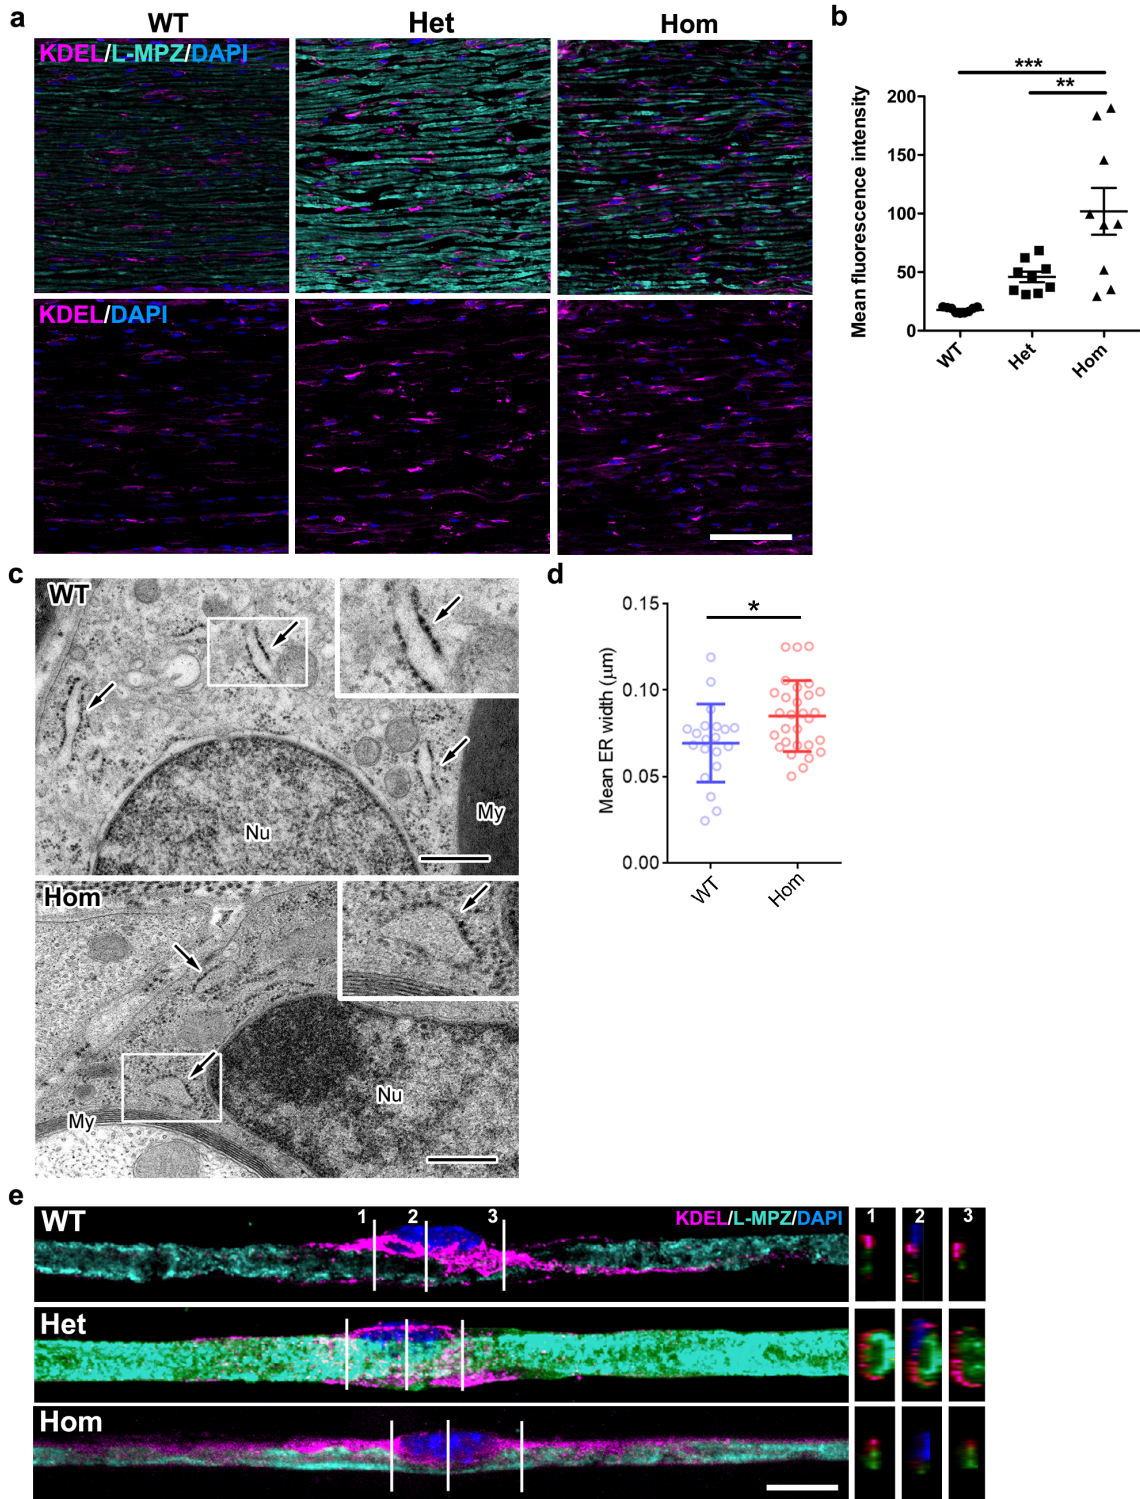 a
WT
Het
Hom
KDEL/L-MPZ/DAPI
KDEL/DAPI
b
***
**
Mean fluorescence intensity
200
150
100
50
0
WT
Het
Hom
c
WT
Nu
My
Hom
Nu
My
d
*
Mean ER width (μm)
0.15
0.10
0.05
0.00
WT
Hom
e
WT
1
2
3
KDEL/L-MPZ/DAPI
1
2
3
Het
Hom